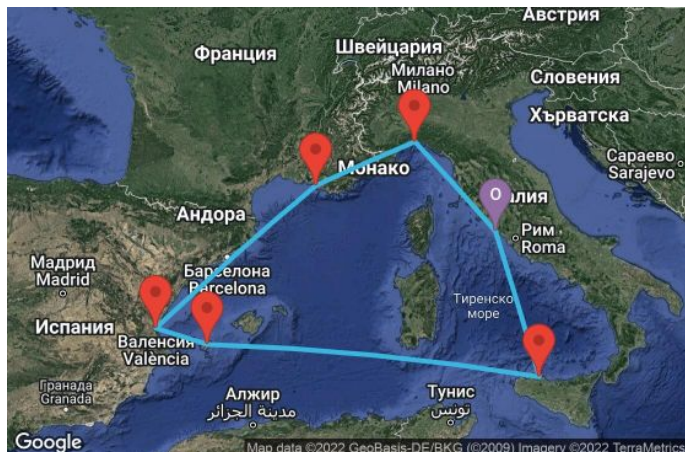 Австрия
Франция
Швейцария
Милано
Milano
Словения
Хърватска
Монако
Сараево
Sarajevo
О
алия
Андора
Рим
Roma
Барселона
Barcelona
Мадрид
Madrid
Тиренско
море
Испания
Валенсия
València
Гранада
Granada
Алжир
مدينة الجزائر
Тунис
تونس
Google
Map data ©2022 GeoBasis-DE/BKG (©2009) Imagery ©2022 TerraMetrics